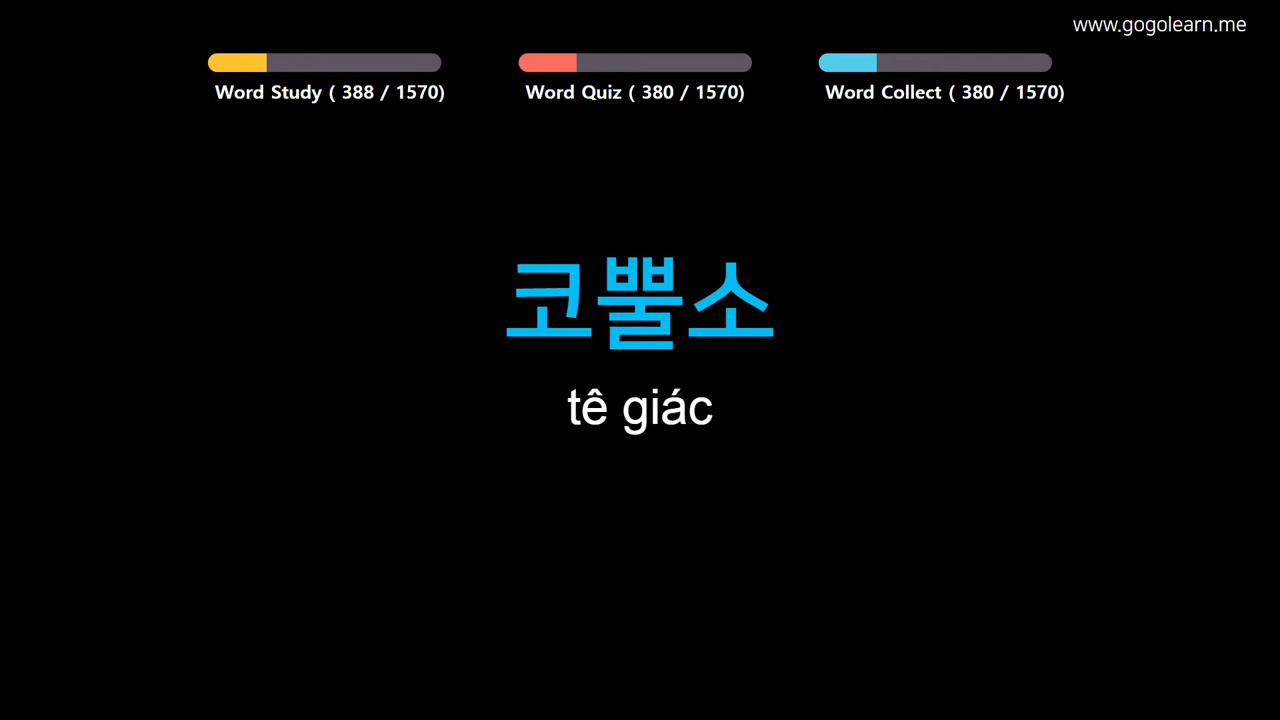 www.gogolearn.me
Word Study ( 388 / 1570)
Word Quiz ( 380 / 1570)
Word Collect ( 380 / 1570)
코뿔소
tê giác